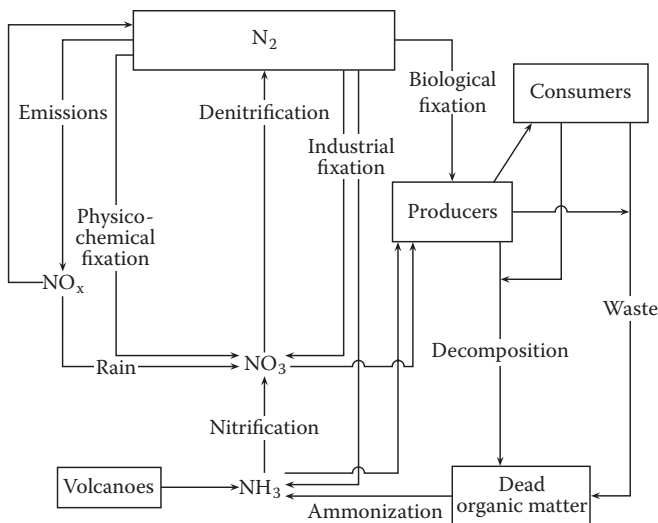 N₂
Emissions
Denitrification
Biological
fixation
Consumers
Industrial
fixation
Physico-
chemical
fixation
Producers
NOₓ
Waste
Rain
NO₃
Decomposition
Nitrification
Volcanoes
NH₃
Ammonization
Dead
organic matter